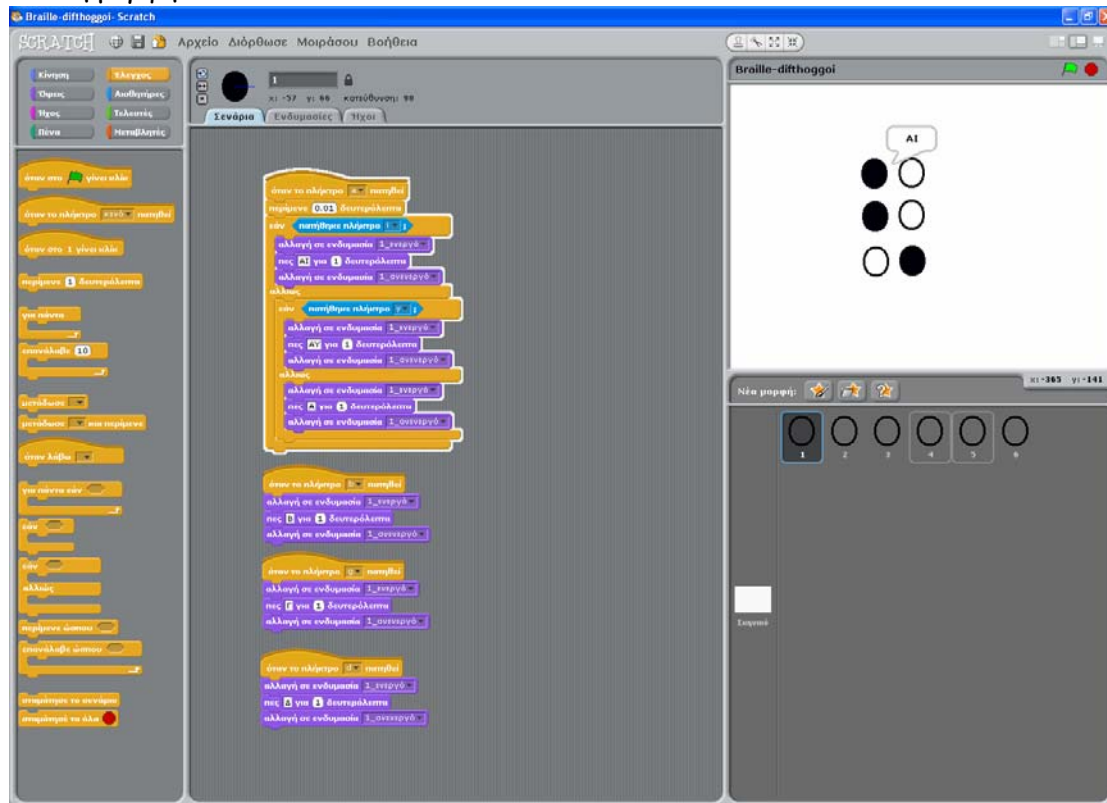 Braille-difthoggoi- Scratch
SCRATCH
Αρχείο Διόρθωσε Μοιράσου Βοήθεια
Κίνηση
Έλεγχος
Όψεις
Αισθητήρες
Ήχος
Τελεστές
Πένα
Μεταβλητές
όταν στο γίνει κλικ
όταν το πλήκτρο κενό πατηθεί
όταν στο 1 γίνει κλικ
περίμενε 1 δευτερόλεπτα
για πάντα
επανάλαβε 10
μετάδωσε
μετάδωσε και περίμενε
όταν λάβω
για πάντα εάν
εάν
εάν
αλλιώς
περίμενε ώσπου
επανάλαβε ώσπου
σταμάτησε το σενάριο
σταμάτησε τα όλα
1
x: -57 y: 66 κατεύθυνση: 90
Σενάρια
Ενδυμασίες
Ήχοι
όταν το πλήκτρο a πατηθεί
περίμενε 0.01 δευτερόλεπτα
εάν πατήθηκε πλήκτρο i ;
αλλαγή σε ενδυμασία 1_ενεργό
πες AI για 1 δευτερόλεπτα
αλλαγή σε ενδυμασία 1_ανενεργό
αλλιώς
εάν πατήθηκε πλήκτρο y ;
αλλαγή σε ενδυμασία 1_ενεργό
πες ΑΥ για 1 δευτερόλεπτα
αλλαγή σε ενδυμασία 1_ανενεργό
αλλιώς
αλλαγή σε ενδυμασία 1_ενεργό
πες Α για 1 δευτερόλεπτα
αλλαγή σε ενδυμασία 1_ανενεργό
όταν το πλήκτρο b πατηθεί
αλλαγή σε ενδυμασία 1_ενεργό
πες Β για 1 δευτερόλεπτα
αλλαγή σε ενδυμασία 1_ανενεργό
όταν το πλήκτρο g πατηθεί
αλλαγή σε ενδυμασία 1_ενεργό
πες Γ για 1 δευτερόλεπτα
αλλαγή σε ενδυμασία 1_ανενεργό
όταν το πλήκτρο d πατηθεί
αλλαγή σε ενδυμασία 1_ενεργό
πες Δ για 1 δευτερόλεπτα
αλλαγή σε ενδυμασία 1_ανενεργό
Braille-difthoggoi
AI
x: -365 y: -141
Νέα μορφή:
1 2 3 4 5 6
Σκηνικό